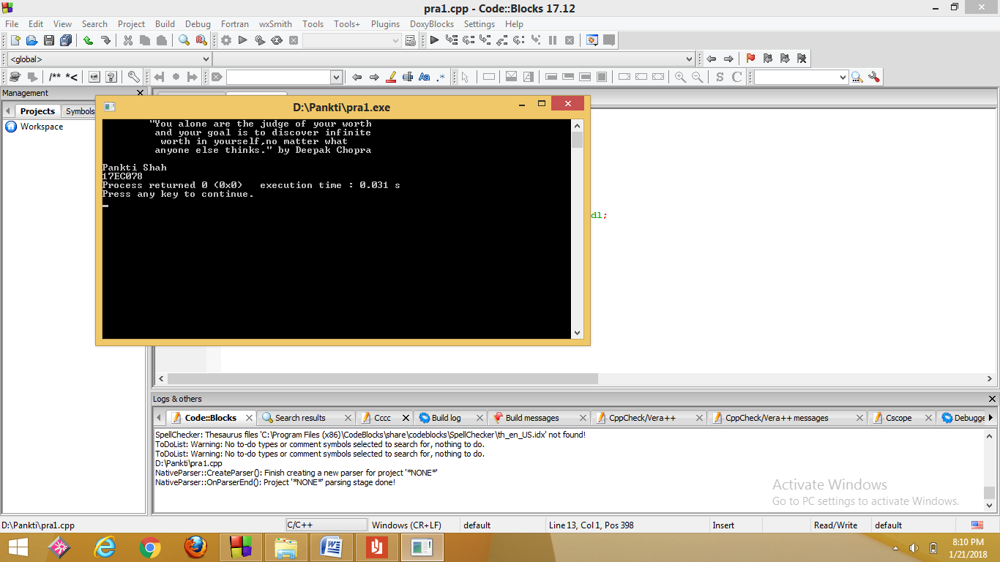 pra1.cpp - Code::Blocks 17.12
File Edit View Search Project Build Debug Fortran wxSmith Tools Tools+ Plugins DoxyBlocks Settings Help
<global>
/** *<
Aa .*
S C
Management
Projects Symbols
Workspace
D:\Pankti\pra1.exe
"You alone are the judge of your worth
and your goal is to discover infinite
worth in yourself,no matter what
anyone else thinks." by Deepak Chopra
Pankti Shah
17EC078
Process returned 0 (0x0) execution time : 0.031 s
Press any key to continue.
dl;
Logs & others
Code::Blocks Search results Cccc Build log Build messages CppCheck/Vera++ CppCheck/Vera++ messages Cscope Debugge
SpellChecker: Thesaurus files 'C:\Program Files (x86)\CodeBlocks\share\codeblocks\SpellChecker\th_en_US.idx' not found!
ToDoList: Warning: No to-do types or comment symbols selected to search for, nothing to do.
ToDoList: Warning: No to-do types or comment symbols selected to search for, nothing to do.
D:\Pankti\pra1.cpp
NativeParser::CreateParser(): Finish creating a new parser for project '*NONE*'
NativeParser::OnParserEnd(): Project '*NONE*' parsing stage done!
Activate Windows
Go to PC settings to activate Windows.
D:\Pankti\pra1.cpp C/C++ Windows (CR+LF) default Line 13, Col 1, Pos 398 Insert Read/Write default
8:10 PM
1/21/2018